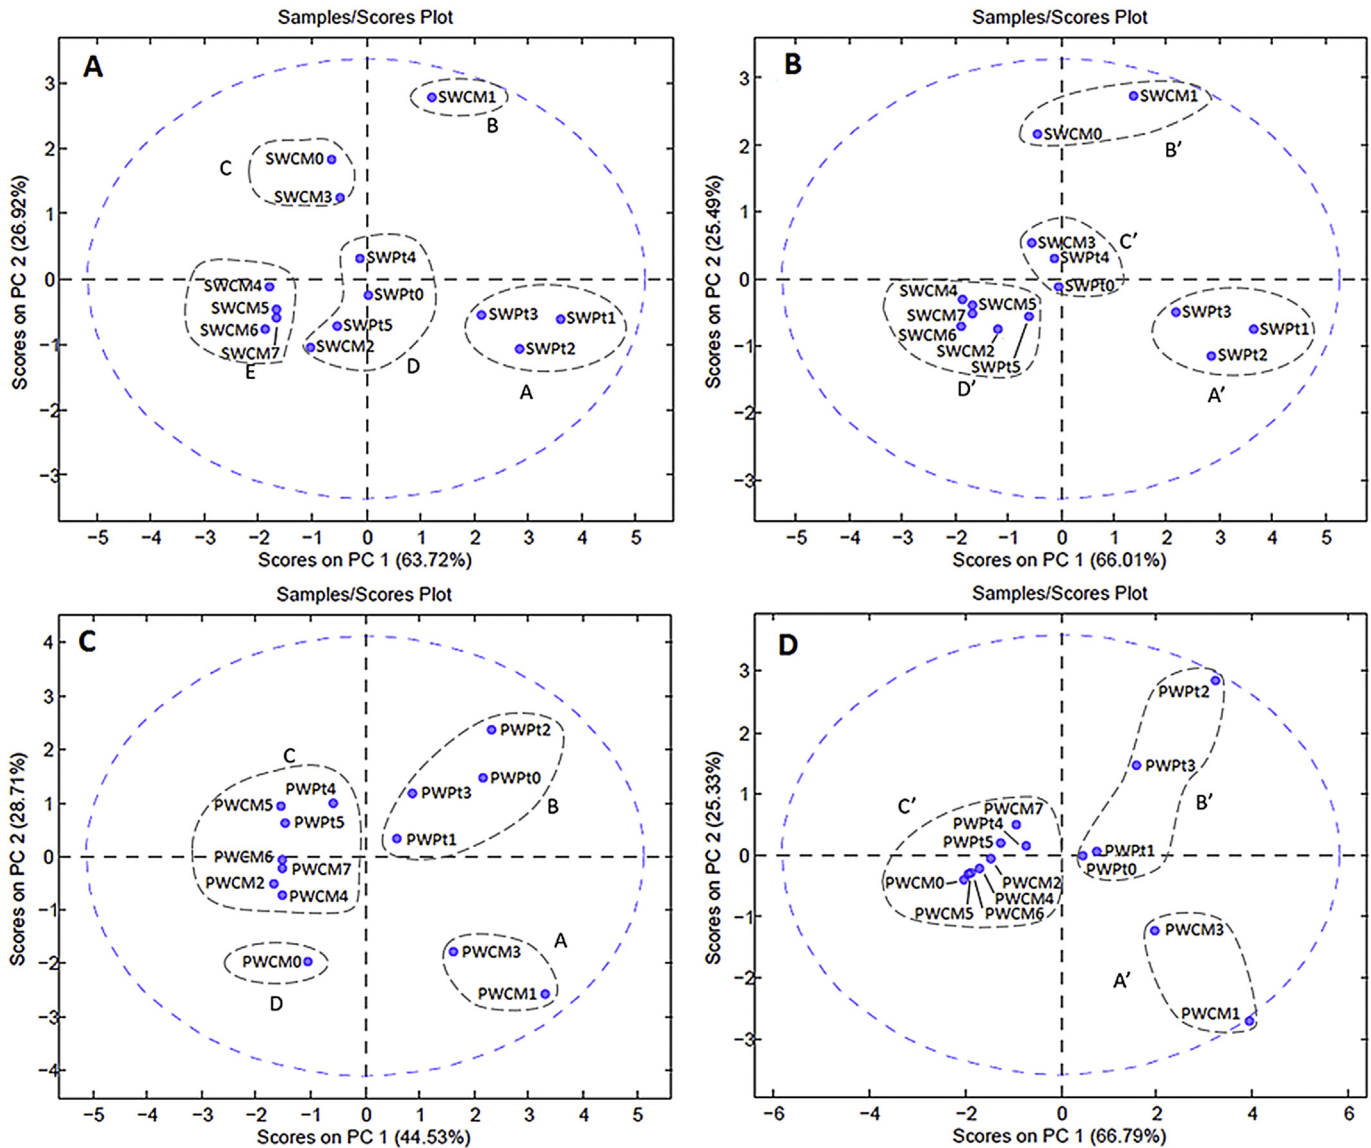 Samples/Scores Plot
A
Scores on PC 2 (26.92%)
3
2
1
0
−1
−2
−3
SWCM1
B
SWCM0
C
SWCM3
SWPt4
SWCM4
SWPt0
SWCM5
SWPt3
SWPt1
SWCM6
SWPt5
SWCM7
SWCM2
SWPt2
E
D
A
−5 −4 −3 −2 −1 0 1 2 3 4 5
Scores on PC 1 (63.72%)
Samples/Scores Plot
B
Scores on PC 2 (25.49%)
3
2
1
0
−1
−2
−3
SWCM1
SWCM0
B′
SWCM3
C′
SWPt4
SWPt0
SWCM4
SWCM5
SWCM7
SWPt3
SWCM6
SWPt1
SWCM2
SWPt2
SWPt5
D′
A′
−5 −4 −3 −2 −1 0 1 2 3 4 5
Scores on PC 1 (66.01%)
Samples/Scores Plot
C
Scores on PC 2 (28.71%)
4
3
2
1
0
−1
−2
−3
−4
PWPt2
C
PWPt4
PWPt0
PWCM5
PWPt3
B
PWPt5
PWPt1
PWCM6
PWCM7
PWCM2
PWCM4
A
PWCM3
PWCM0
PWCM1
D
−5 −4 −3 −2 −1 0 1 2 3 4 5
Scores on PC 1 (44.53%)
Samples/Scores Plot
D
Scores on PC 2 (25.33%)
3
2
1
0
−1
−2
−3
PWPt2
PWPt3
B′
C′
PWCM7
PWPt4
PWPt5
PWPt1
PWPt0
PWCM0
PWCM2
PWCM4
PWCM5
PWCM6
PWCM3
A′
PWCM1
−6 −4 −2 0 2 4 6
Scores on PC 1 (66.79%)